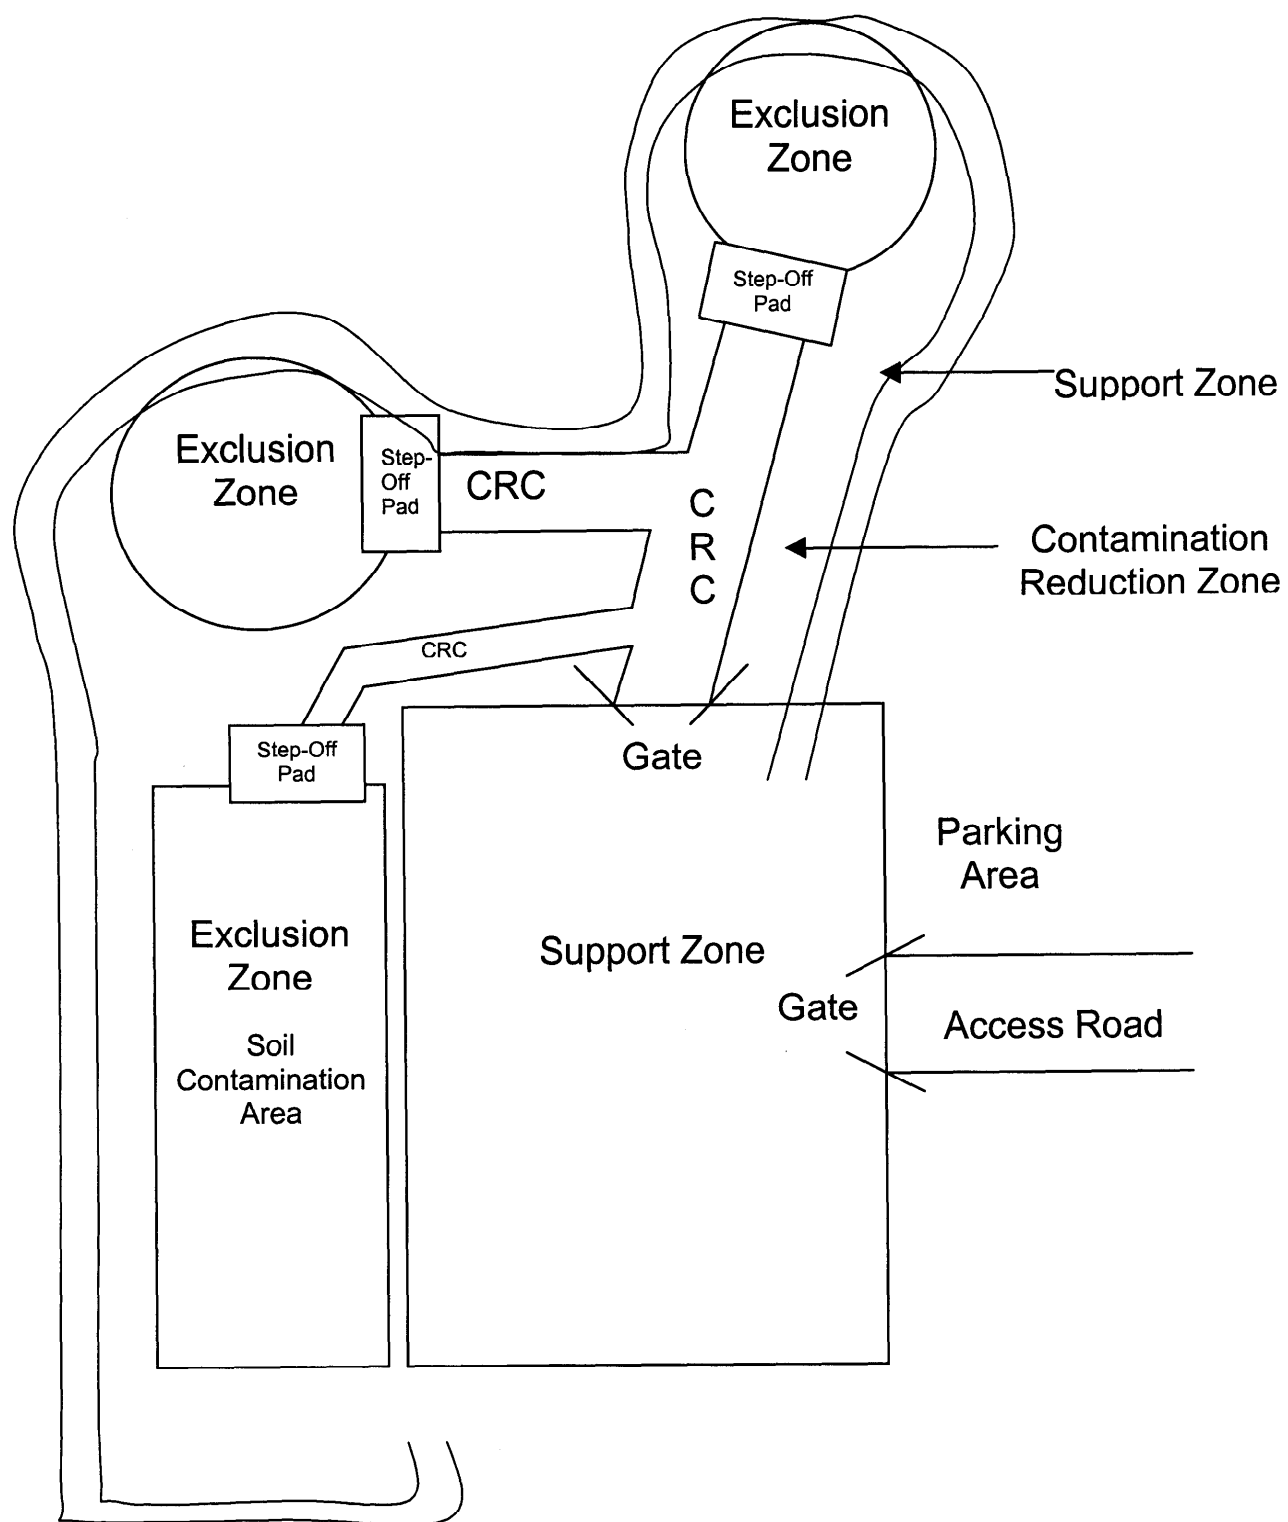 Exclusion
Zone
Step-Off
Pad
Support Zone
Exclusion
Zone
Step-
Off
Pad
CRC
C
R
C
Contamination
Reduction Zone
CRC
Step-Off
Pad
Gate
Parking
Area
Exclusion
Zone
Support Zone
Gate
Access Road
Soil
Contamination
Area